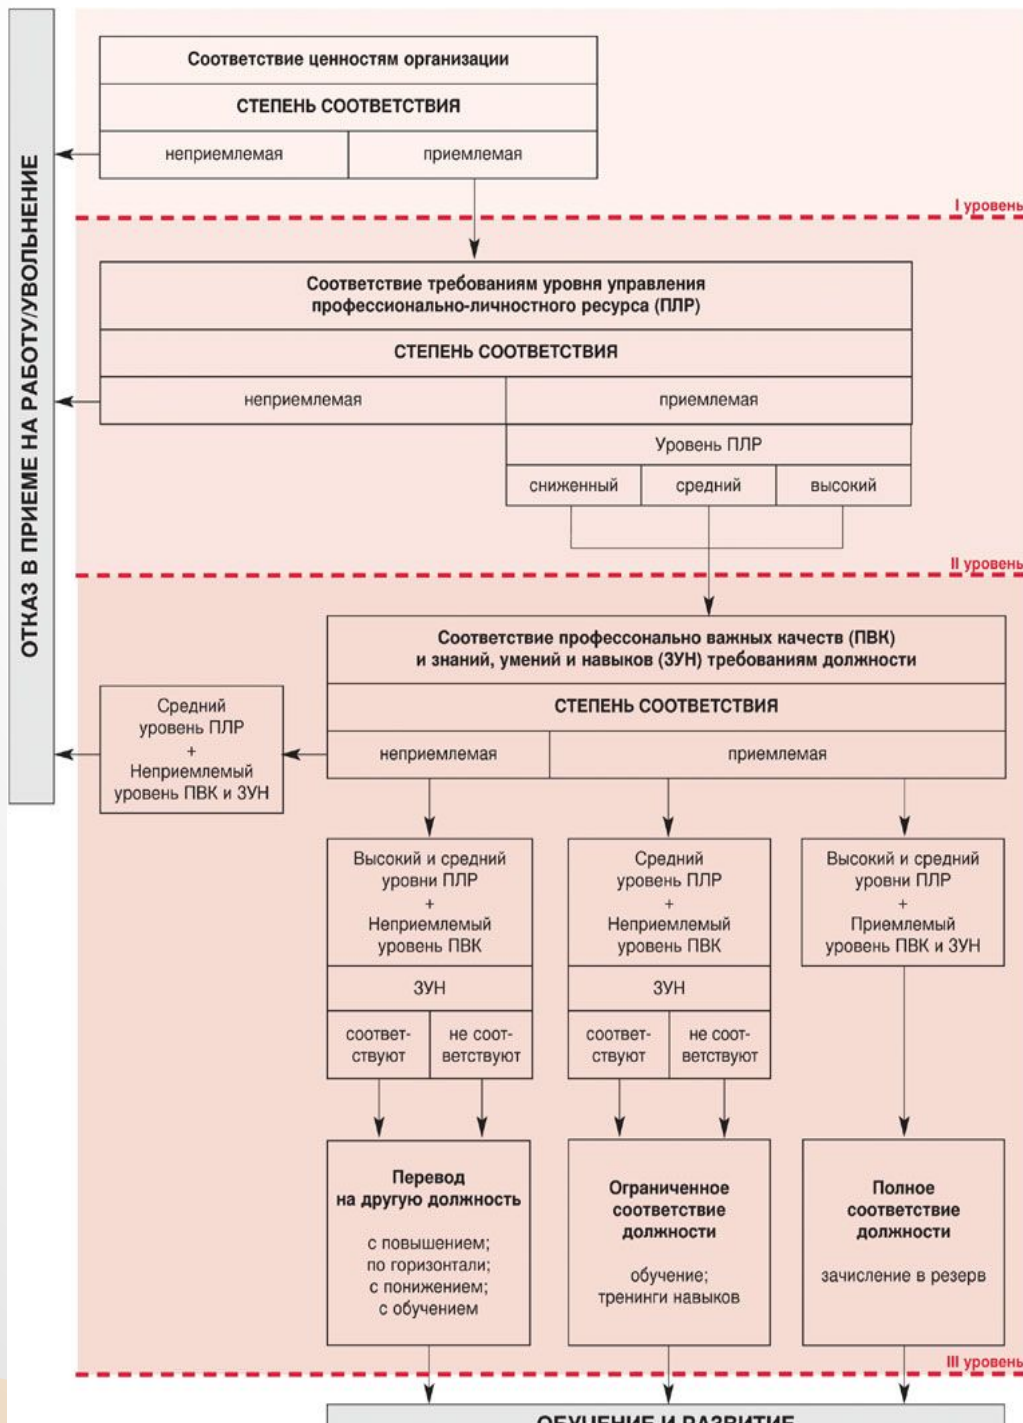 ОТКАЗ В ПРИЕМЕ НА РАБОТУ/УВОЛЬНЕНИЕ
Соответствие ценностям организации
СТЕПЕНЬ СООТВЕТСТВИЯ
неприемлемая
приемлемая
I уровень
Соответствие требованиям уровня управления
профессионально-личностного ресурса (ПЛР)
СТЕПЕНЬ СООТВЕТСТВИЯ
неприемлемая
приемлемая
Уровень ПЛР
сниженный
средний
высокий
II уровень
Соответствие профессонально важных качеств (ПВК)
и знаний, умений и навыков (ЗУН) требованиям должности
СТЕПЕНЬ СООТВЕТСТВИЯ
неприемлемая
приемлемая
Средний
уровень ПЛР
+
Неприемлемый
уровень ПВК и ЗУН
Высокий и средний
уровни ПЛР
+
Неприемлемый
уровень ПВК
ЗУН
соответ-
ствуют
не соот-
ветствуют
Средний
уровень ПЛР
+
Неприемлемый
уровень ПВК
ЗУН
соответ-
ствуют
не соот-
ветствуют
Высокий и средний
уровни ПЛР
+
Приемлемый
уровень ПВК и ЗУН
Перевод
на другую должность
с повышением;
по горизонтали;
с понижением;
с обучением
Ограниченное
соответствие
должности
обучение;
тренинги навыков
Полное
соответствие
должности
зачисление в резерв
III уровень
ОБУЧЕНИЕ И РАЗВИТИЕ